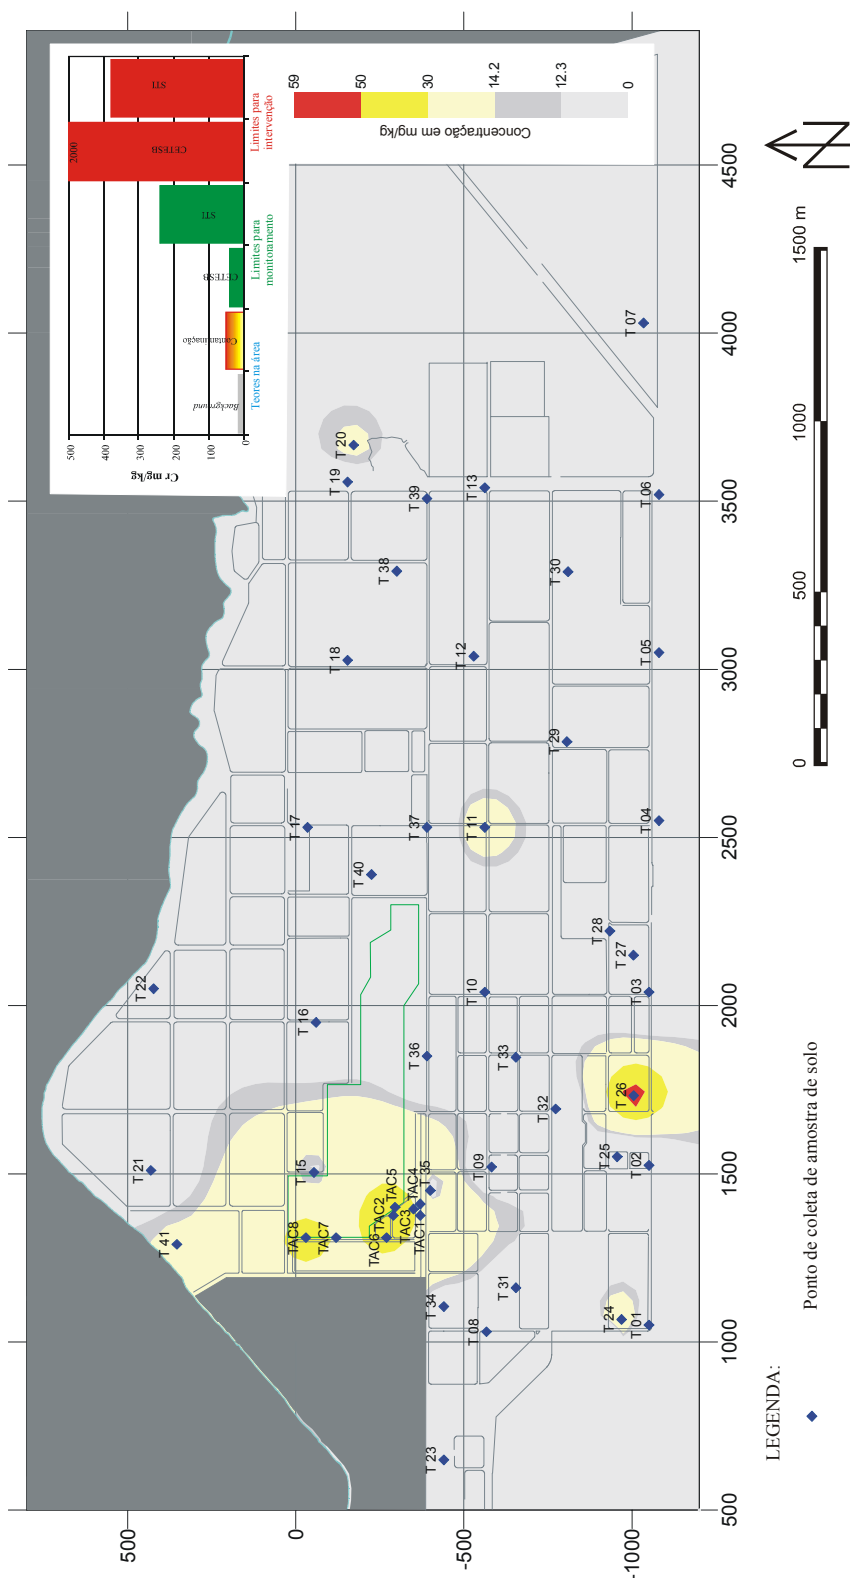 500
400
300
200
100
0
Cr mg/kg
Background
Contaminação
CETESB
STI
2000
CETESB
STI
Teores na área
Limites para
monitoramento
Limites para
intervenção
59
50
30
14.2
12.3
0
Concentração em mg/kg
T 41
T 21
T 22
TAC8
TAC7
TAC6
TAC2
TAC5
TAC3
TAC4
TAC1
T 15
T 16
T 17
T 18
T 19
T 20
T 40
T 38
T 34
T 35
T 36
T 37
T 39
T 23
T 08
T 31
T 09
T 33
T 10
T 11
T 12
T 13
T 32
T 29
T 30
T 24
T 01
T 25
T 02
T 26
T 03
T 27
T 28
T 04
T 05
T 06
T 07
500
0
-500
-1000
500
1000
1500
2000
2500
3000
3500
4000
4500
0
500
1000
1500 m
N
LEGENDA:
Ponto de coleta de amostra de solo